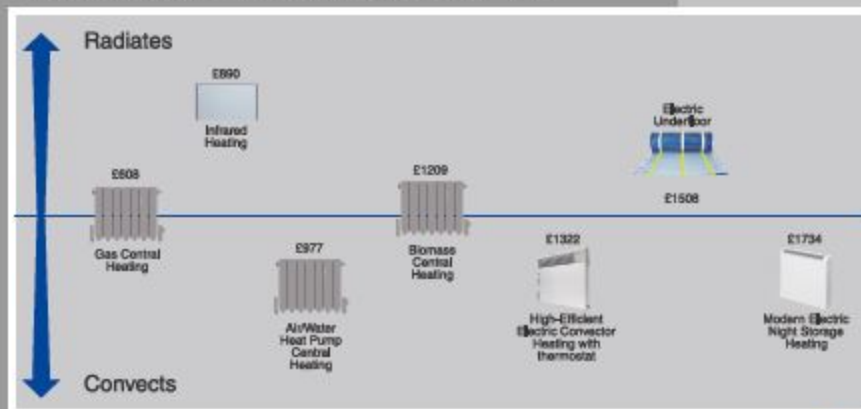 Radiates
£890
Infrared
Heating
Electric
Underfloor
£608
Gas Central
Heating
£1209
Biomass
Central
Heating
£1508
£977
Air/Water
Heat Pump
Central
Heating
£1322
High-Efficient
Electric Convector
Heating with
thermostat
£1734
Modern Electric
Night Storage
Heating
Convects